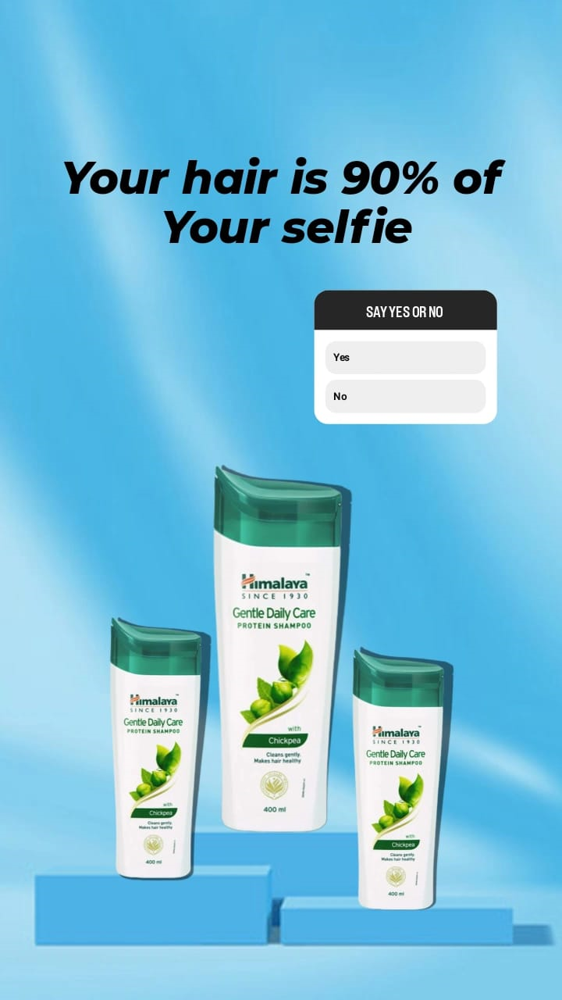 Your hair is 90% of
Your selfie
SAY YES OR NO
Yes
No
Himalaya™
SINCE 1930
Gentle Daily Care
PROTEIN SHAMPOO
with
Chickpea
Cleans gently.
Makes hair healthy
400 ml
Himalaya™
SINCE 1930
Gentle Daily Care
PROTEIN SHAMPOO
with
Chickpea
Cleans gently.
Makes hair healthy
400 ml
Himalaya™
SINCE 1930
Gentle Daily Care
PROTEIN SHAMPOO
with
Chickpea
Cleans gently.
Makes hair healthy
400 ml